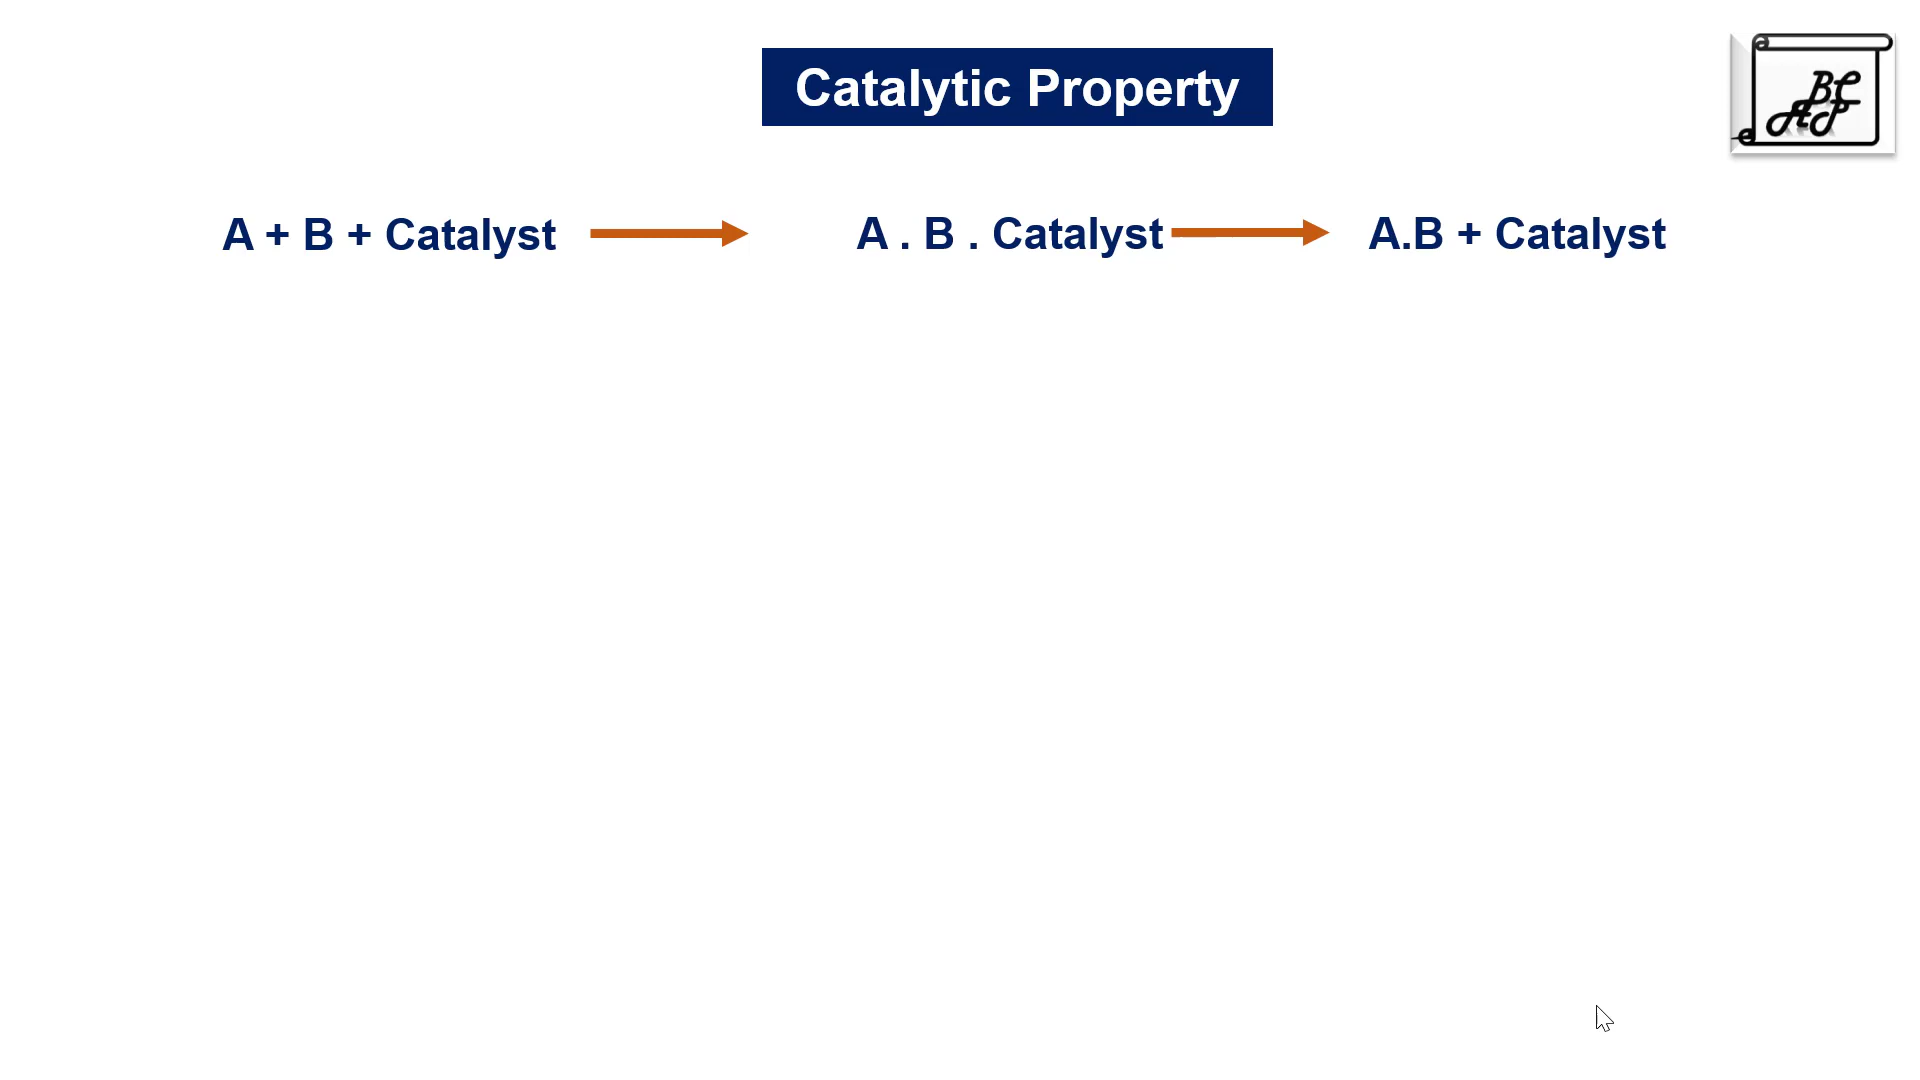 Catalytic Property
A + B + Catalyst A . B . Catalyst A.B + Catalyst